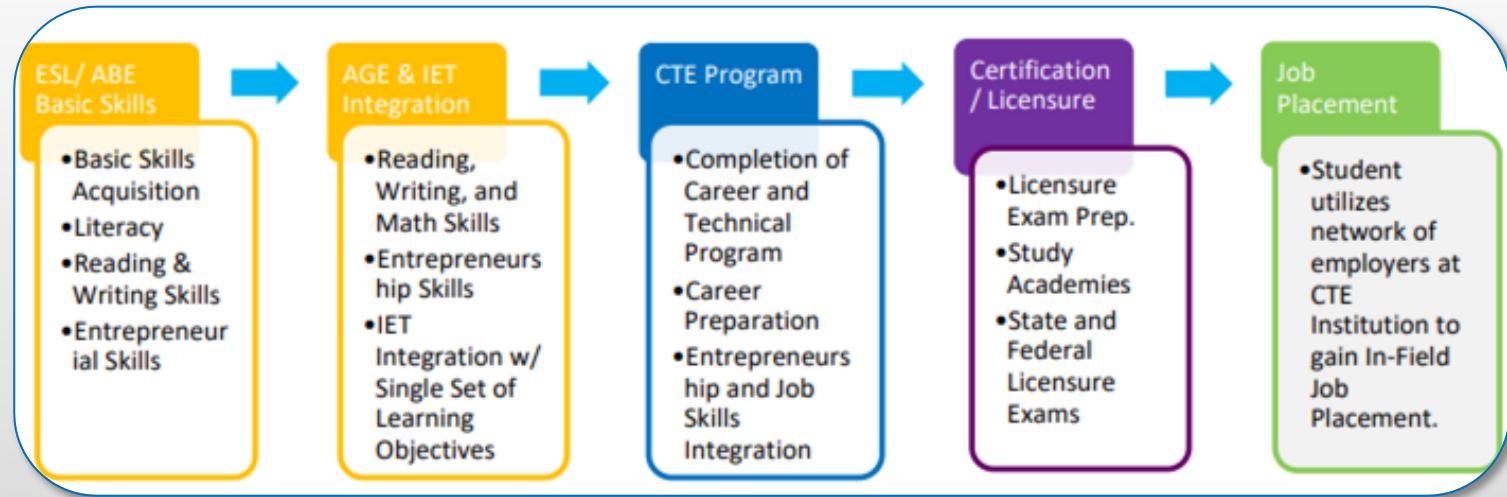 ESL/ ABE
Basic Skills
•Basic Skills
Acquisition
•Literacy
•Reading &
Writing Skills
•Entrepreneur
ial Skills
AGE & IET
Integration
•Reading,
Writing, and
Math Skills
•Entrepreneurs
hip Skills
•IET
Integration w/
Single Set of
Learning
Objectives
CTE Program
•Completion of
Career and
Technical
Program
•Career
Preparation
•Entrepreneurs
hip and Job
Skills
Integration
Certification
/ Licensure
•Licensure
Exam Prep.
•Study
Academies
•State and
Federal
Licensure
Exams
Job
Placement
•Student
utilizes
network of
employers at
CTE
Institution to
gain In-Field
Job
Placement.